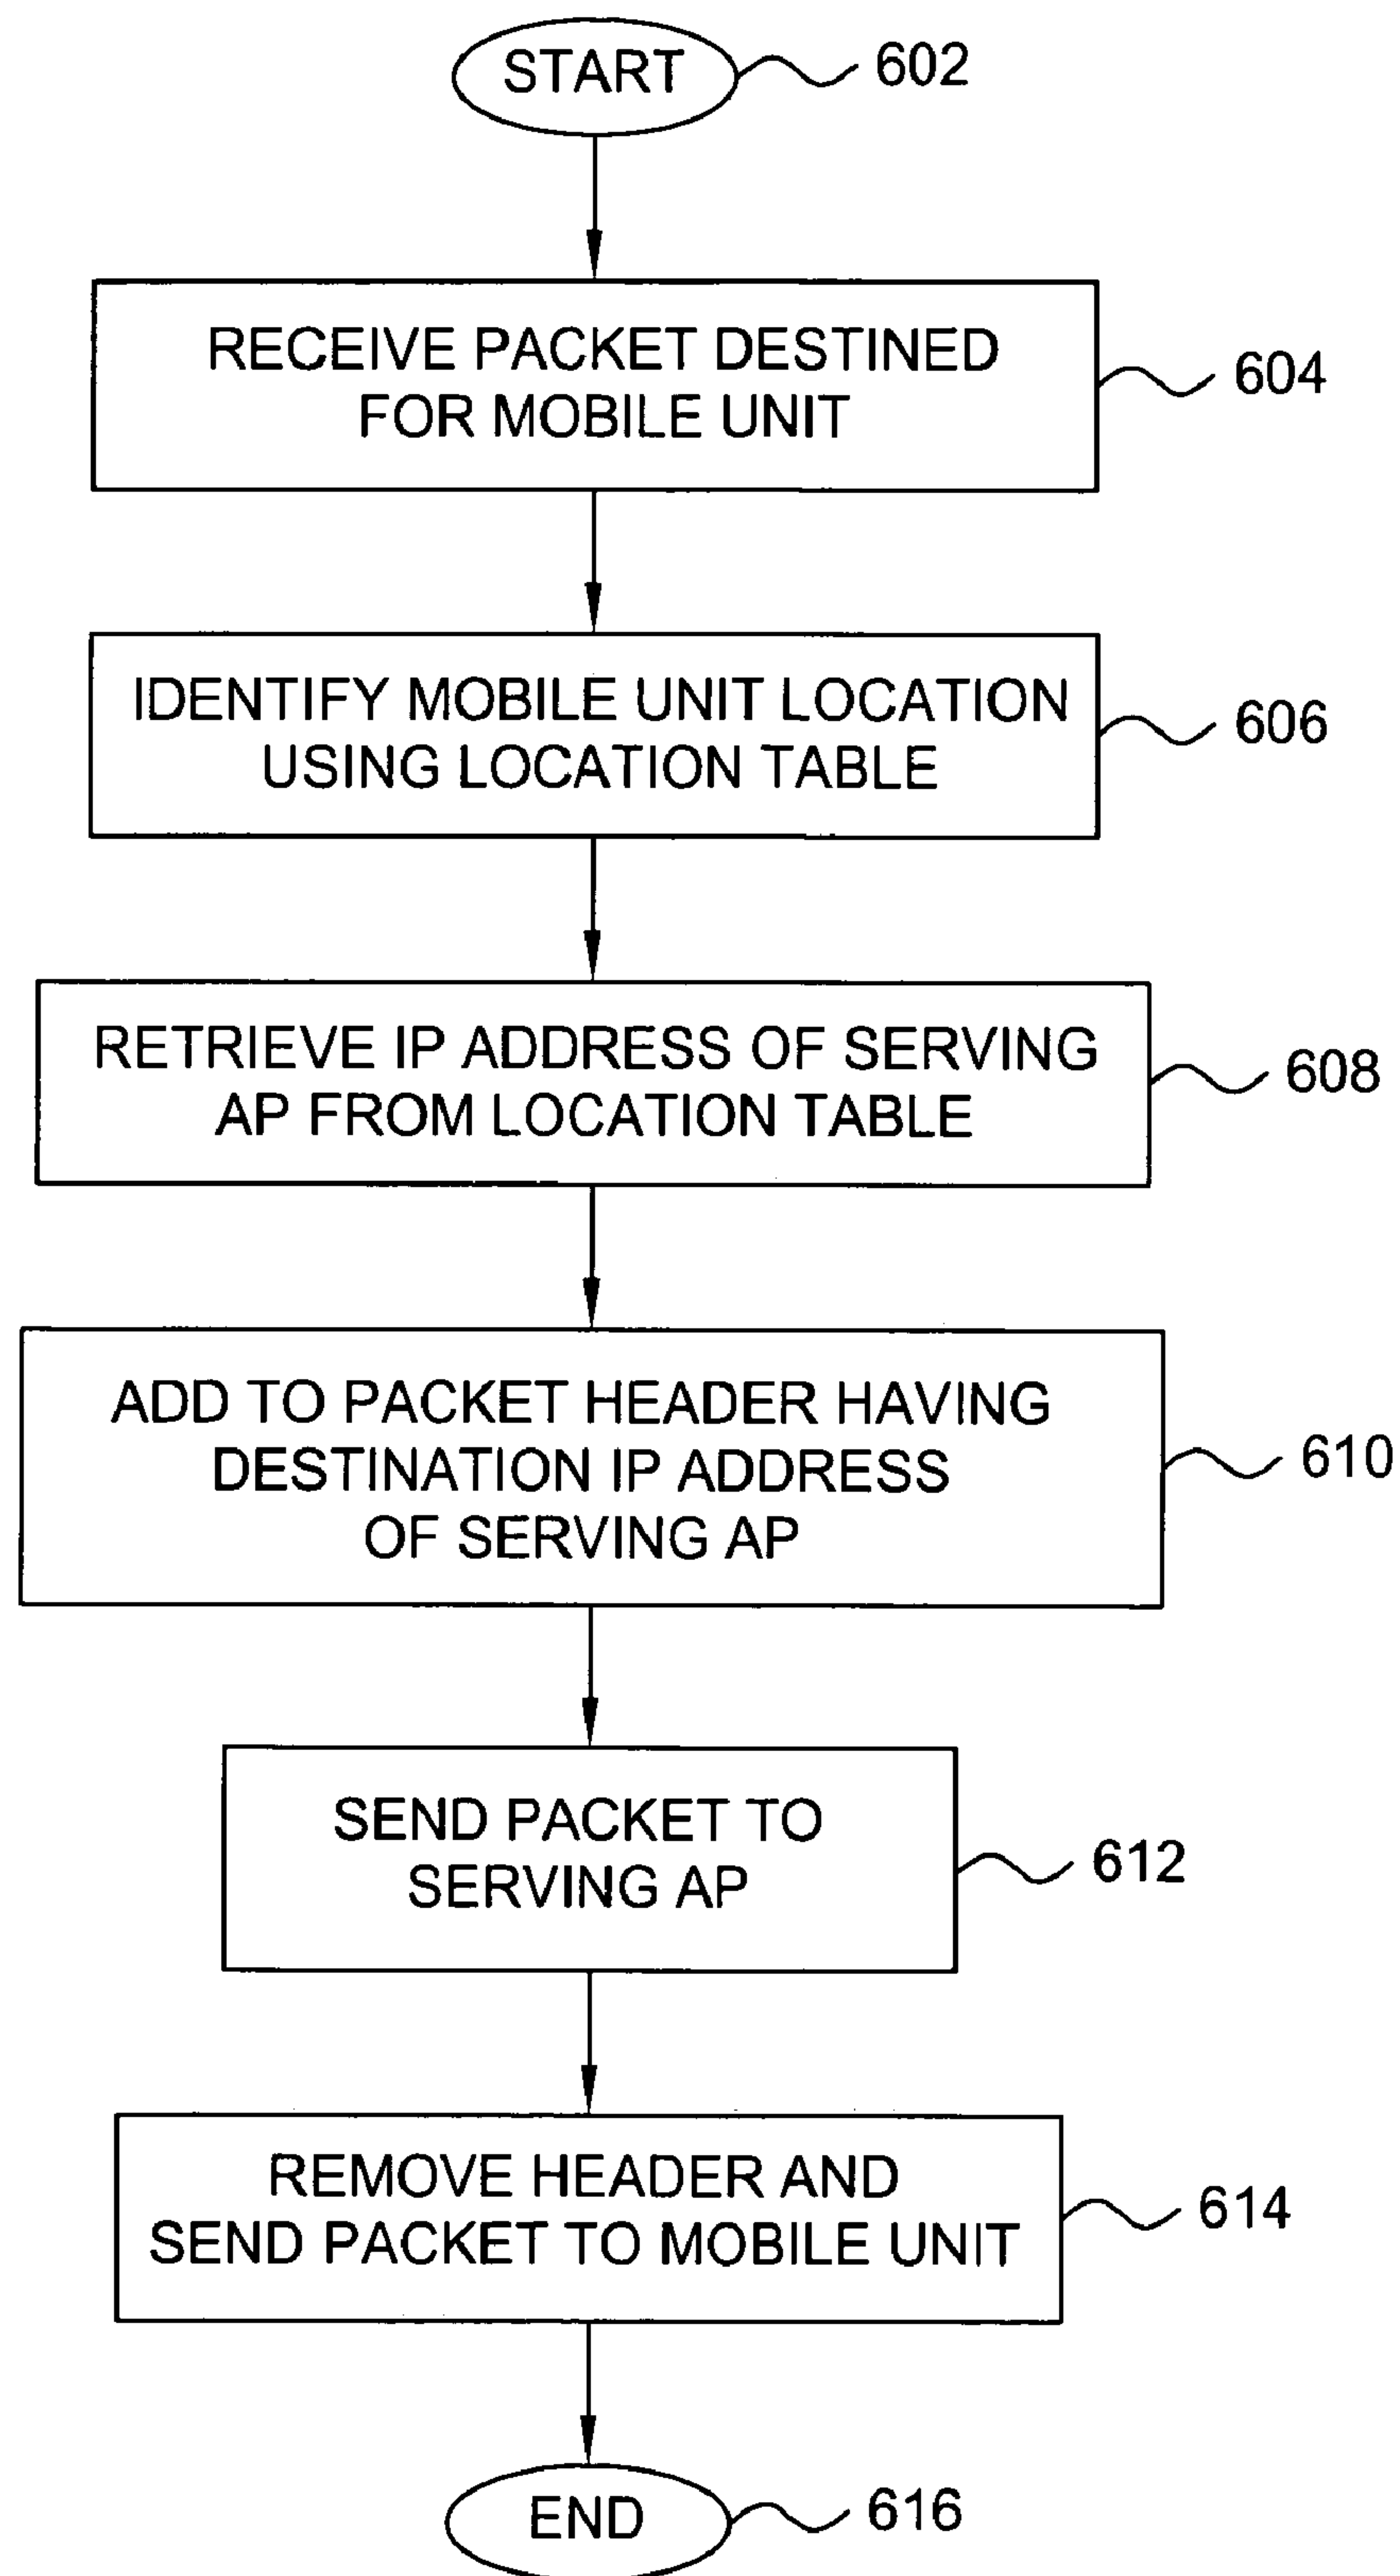 START
602
RECEIVE PACKET DESTINED
FOR MOBILE UNIT
604
IDENTIFY MOBILE UNIT LOCATION
USING LOCATION TABLE
606
RETRIEVE IP ADDRESS OF SERVING
AP FROM LOCATION TABLE
608
ADD TO PACKET HEADER HAVING
DESTINATION IP ADDRESS
OF SERVING AP
610
SEND PACKET TO
SERVING AP
612
REMOVE HEADER AND
SEND PACKET TO MOBILE UNIT
614
END
616